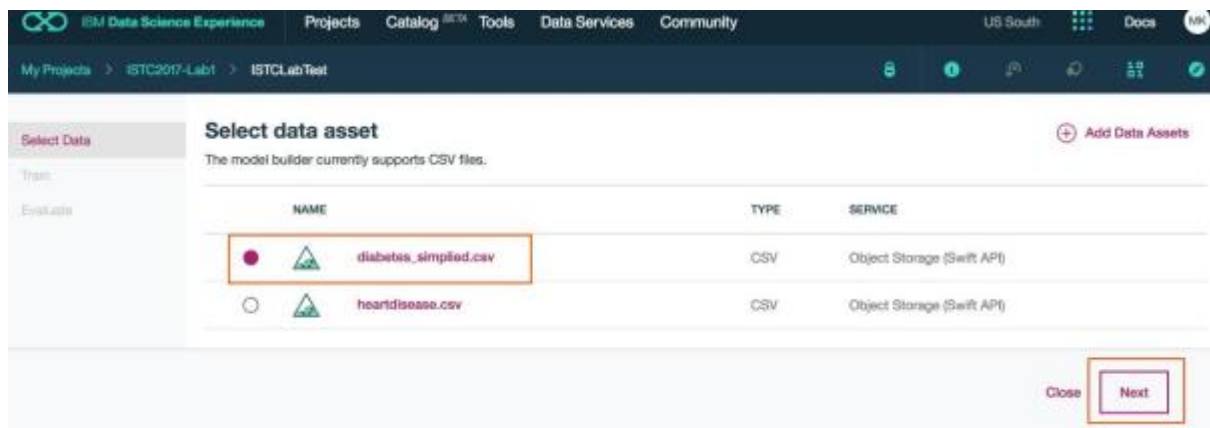 IBM Data Science Experience Projects Catalog BETA Tools Data Services Community US South Docs MK
My Projects > ISTC2017-Lab1 > ISTCLabTest
Select Data
Select data asset
Add Data Assets
The model builder currently supports CSV files.
Train
Evaluate
NAME TYPE SERVICE
diabetes_simplied.csv CSV Object Storage (Swift API)
heartdisease.csv CSV Object Storage (Swift API)
Close Next